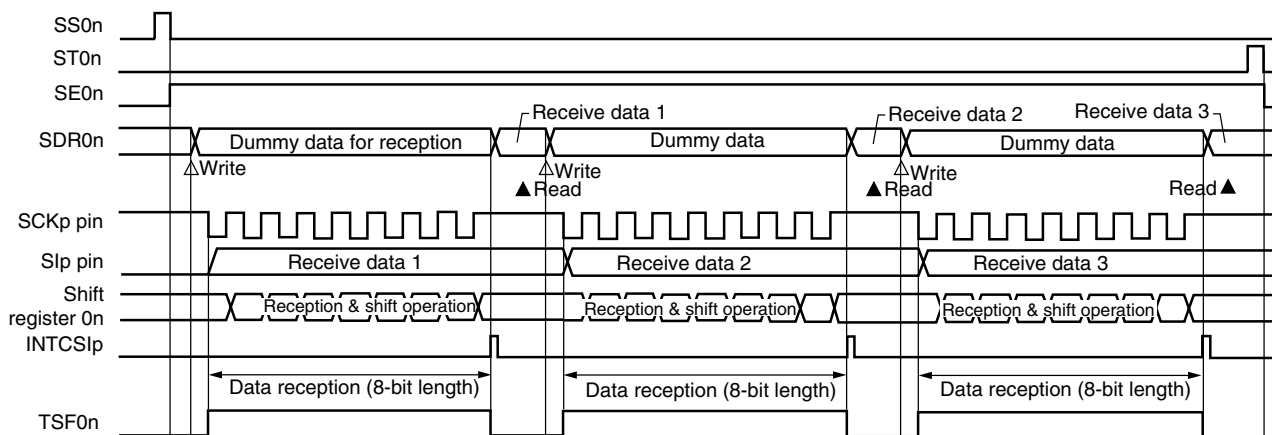 SS0n
ST0n
SE0n
Receive data 1
Receive data 2
Receive data 3
SDR0n
Dummy data for reception
Dummy data
Dummy data
△Write
△Write
△Write
▲Read
▲Read
Read▲
SCKp pin
SIp pin
Receive data 1
Receive data 2
Receive data 3
Shift
register 0n
Reception & shift operation
Reception & shift operation
Reception & shift operation
INTCSIp
Data reception (8-bit length)
Data reception (8-bit length)
Data reception (8-bit length)
TSF0n